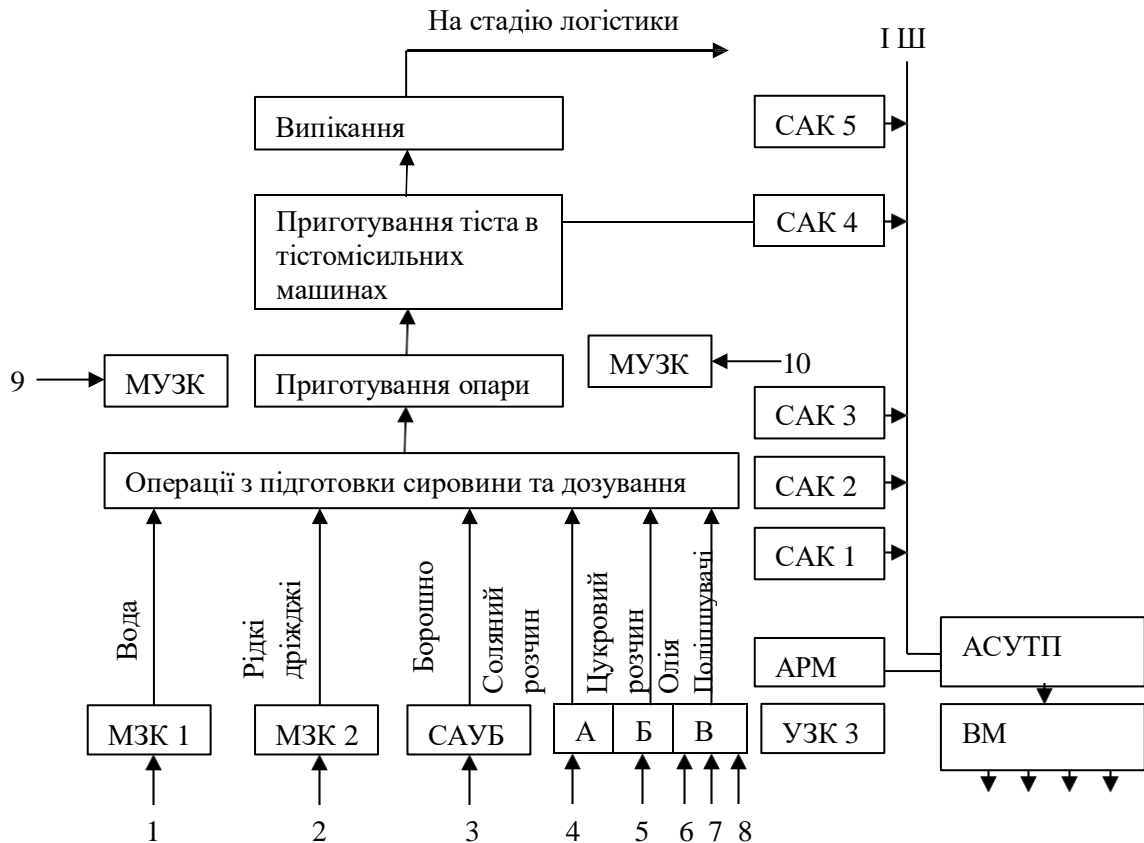 На стадію логістики
І Ш
Випікання
САК 5
Приготування тіста в
тістомісильних
машинах
САК 4
9
МУЗК
Приготування опари
МУЗК
10
САК 3
Операції з підготовки сировини та дозування
САК 2
САК 1
Вода
Рідкі
дріжджі
Борошно
Соляний
розчин
Цукровий
розчин
Олія
Поліпшувачі
АРМ
АСУТП
МЗК 1
МЗК 2
САУБ
А
Б
В
УЗК 3
ВМ
1
2
3
4
5
6
7
8